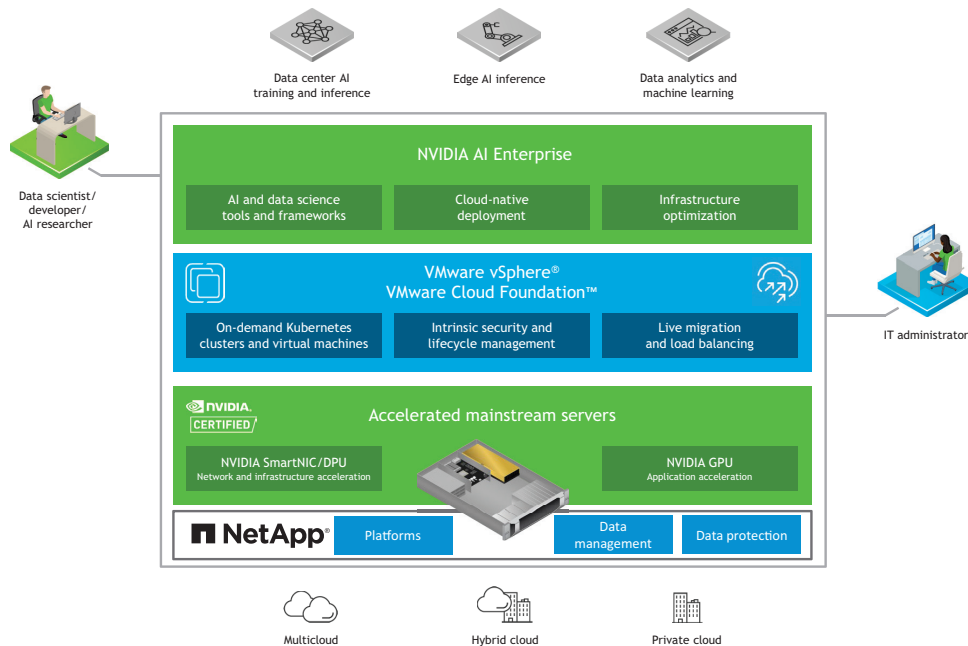 Data center AI
training and inference
Edge AI inference
Data analytics and
machine learning
Data scientist/
developer/
AI researcher
NVIDIA AI Enterprise
AI and data science
tools and frameworks
Cloud-native
deployment
Infrastructure
optimization
VMware vSphere®
VMware Cloud Foundation™
On-demand Kubernetes
clusters and virtual machines
Intrinsic security and
lifecycle management
Live migration
and load balancing
IT administrator
NVIDIA.
CERTIFIED
Accelerated mainstream servers
NVIDIA SmartNIC/DPU
Network and infrastructure acceleration
NVIDIA GPU
Application acceleration
NetApp®
Platforms
Data
management
Data protection
Multicloud
Hybrid cloud
Private cloud